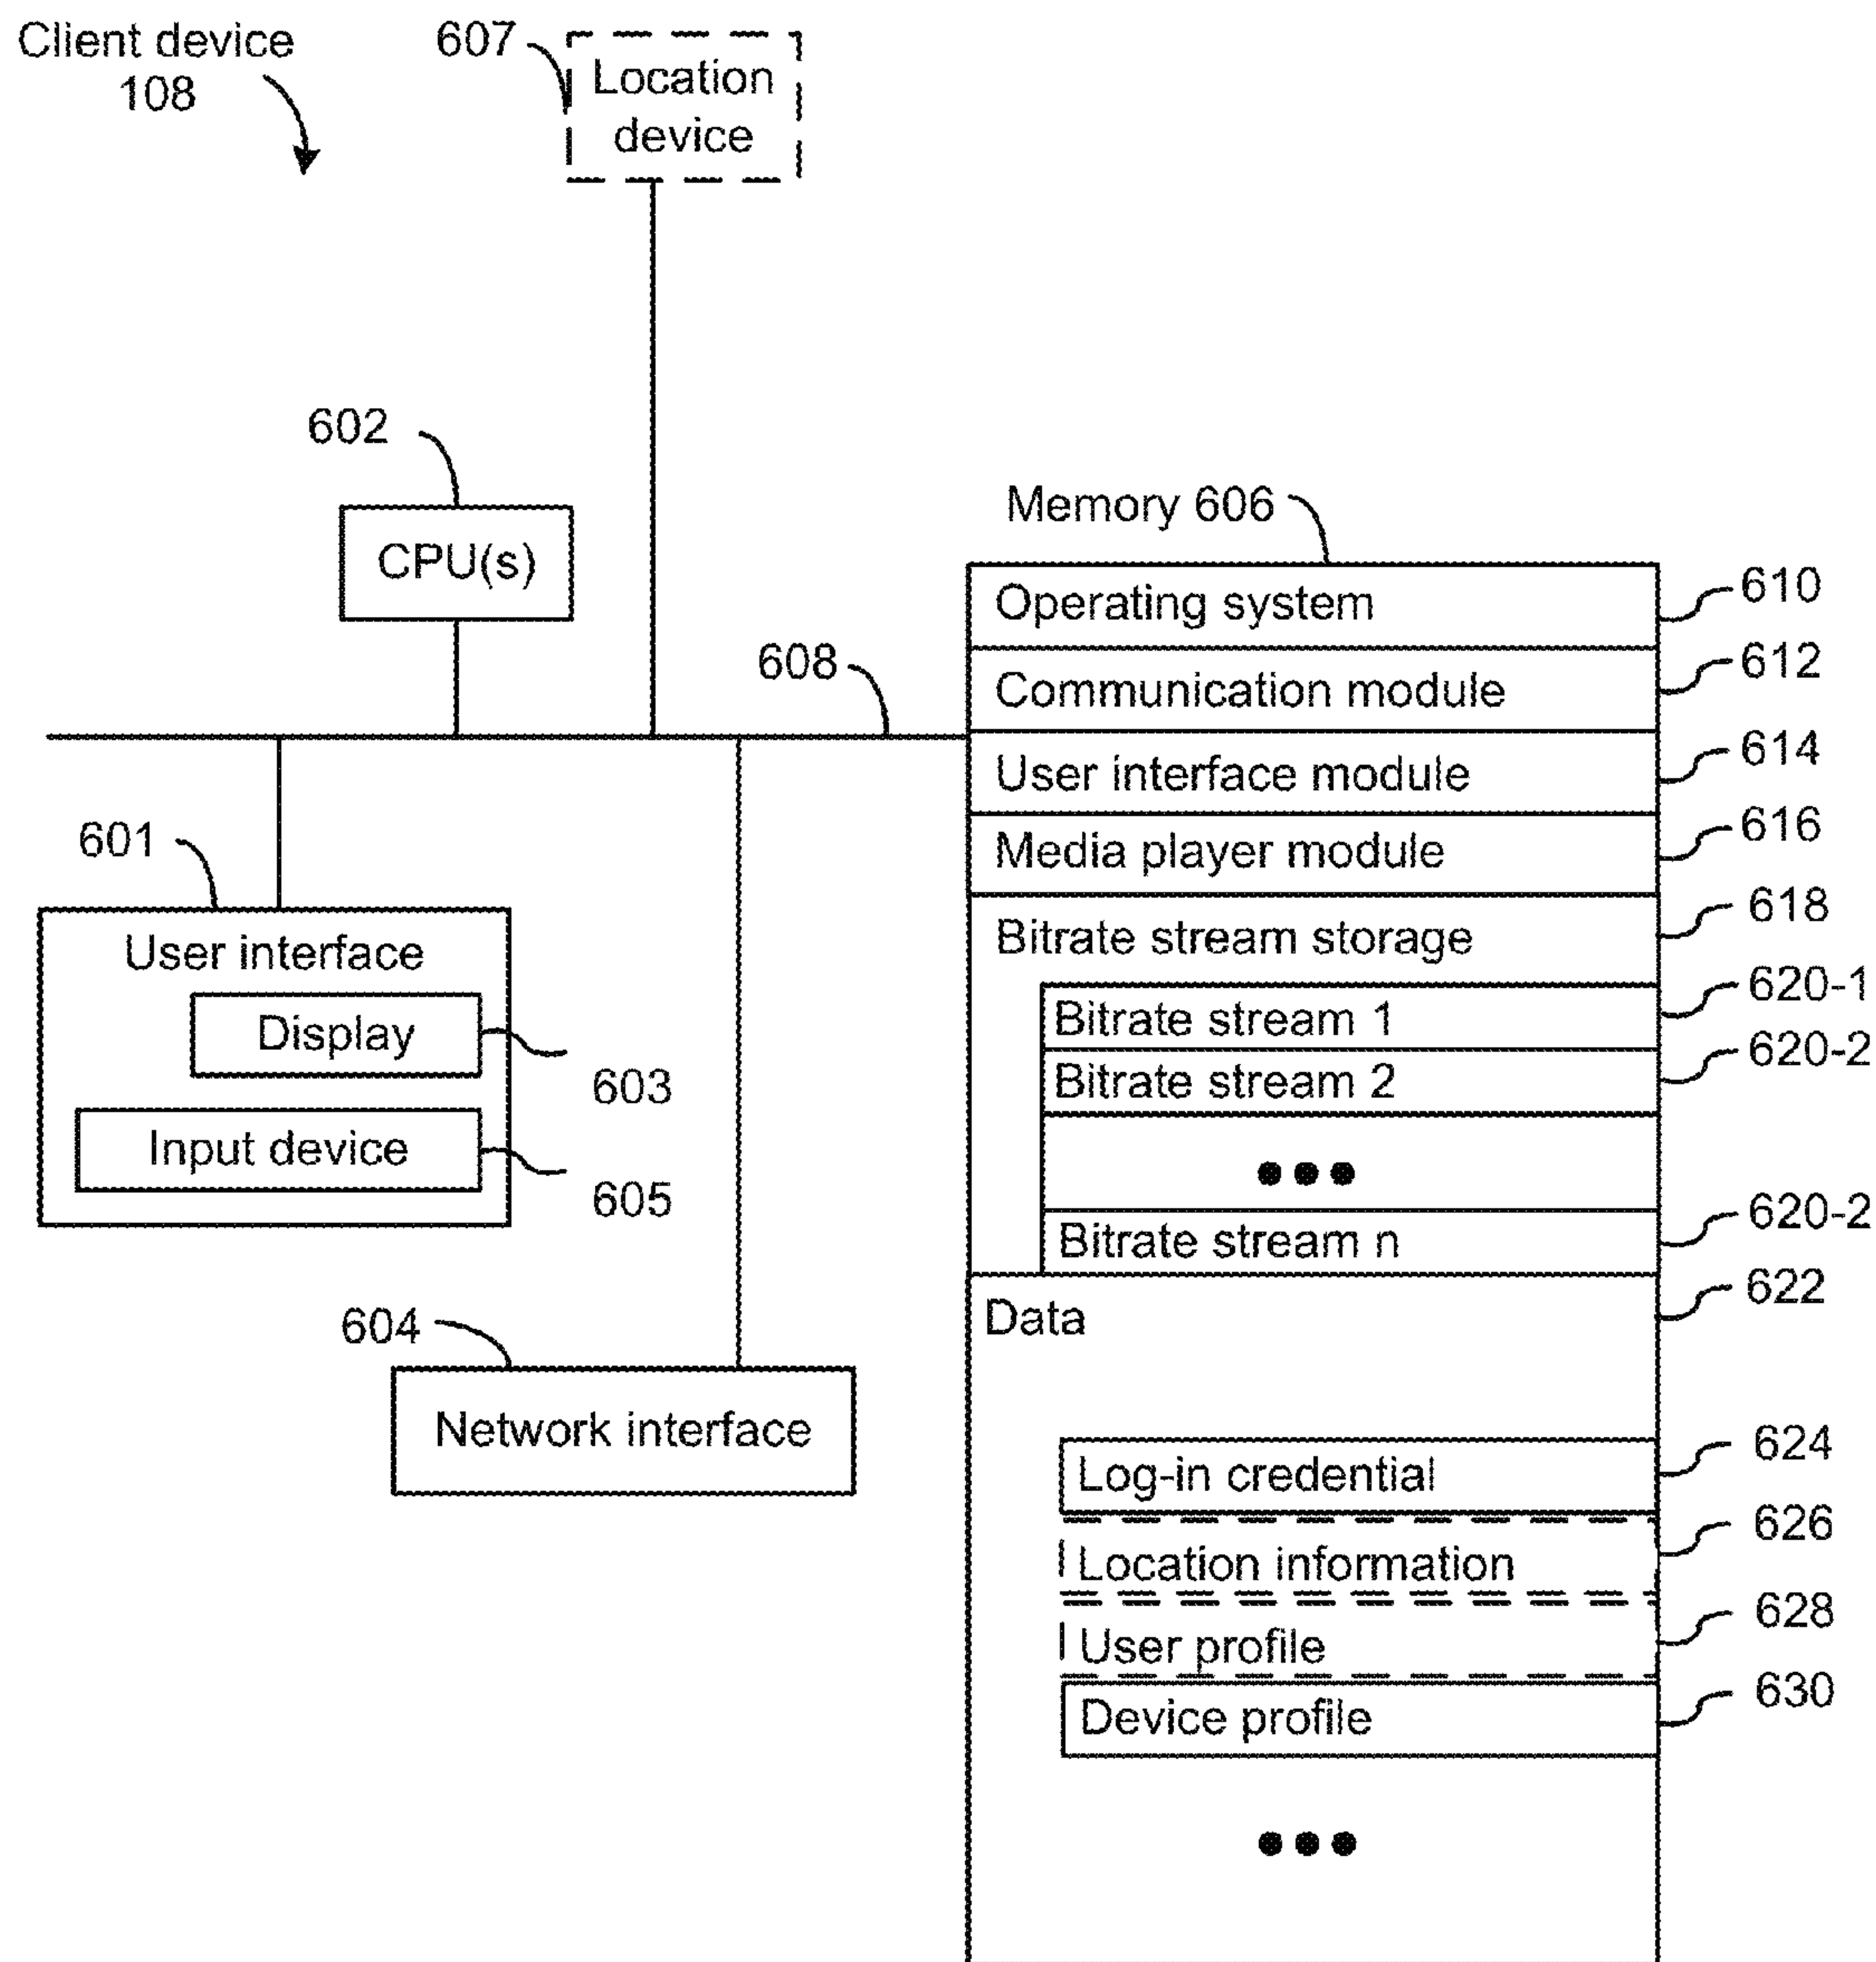 Client device
108
607
Location
device
602
CPU(s)
608
601
User interface
Display
603
Input device
605
604
Network interface
Memory 606
Operating system
610
Communication module
612
User interface module
614
Media player module
616
Bitrate stream storage
618
Bitrate stream 1
620-1
Bitrate stream 2
620-2
Bitrate stream n
620-2
Data
622
Log-in credential
624
Location information
626
User profile
628
Device profile
630